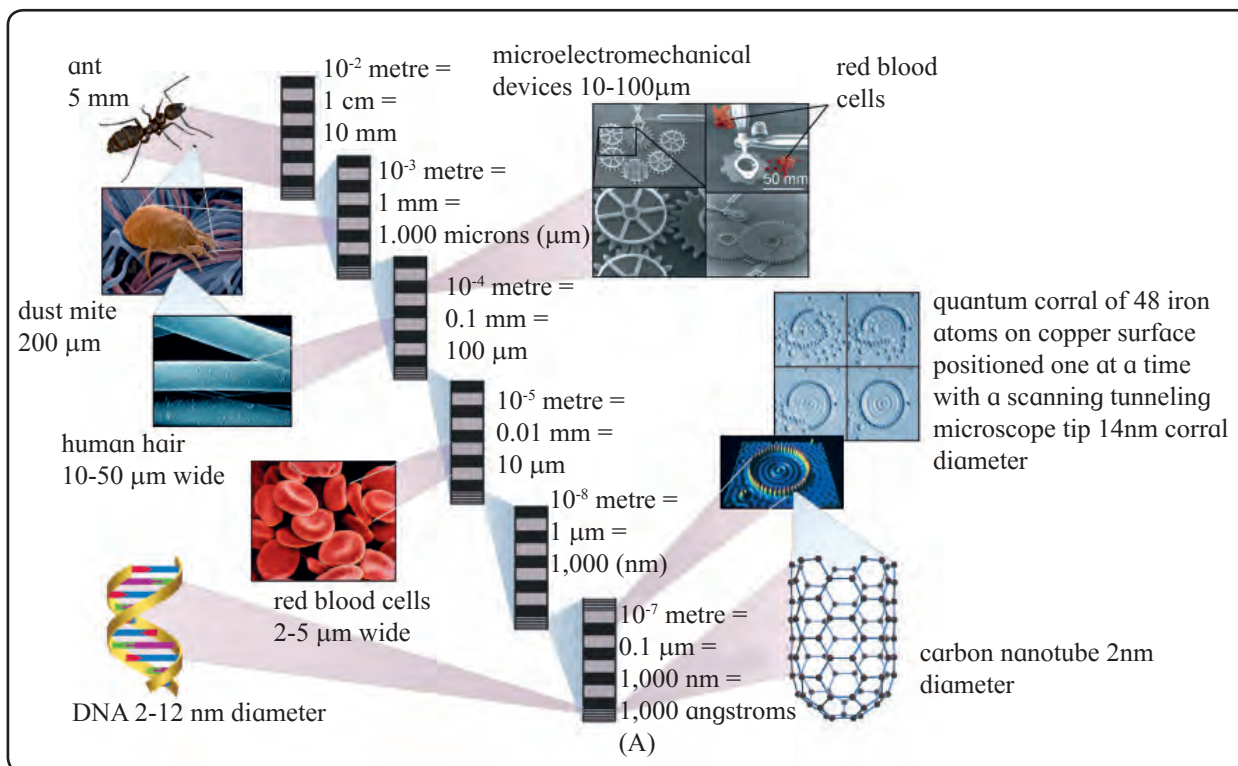 ant
5 mm
10-2 metre =
1 cm =
10 mm
microelectromechanical
devices 10-100µm
red blood
cells
50 mm
10-3 metre =
1 mm =
1.000 microns (µm)
dust mite
200 µm
10-4 metre =
0.1 mm =
100 µm
quantum corral of 48 iron
atoms on copper surface
positioned one at a time
with a scanning tunneling
microscope tip 14nm corral
diameter
human hair
10-50 µm wide
10-5 metre =
0.01 mm =
10 µm
red blood cells
2-5 µm wide
10-8 metre =
1 µm =
1,000 (nm)
DNA 2-12 nm diameter
10-7 metre =
0.1 µm =
1,000 nm =
1,000 angstroms
(A)
carbon nanotube 2nm
diameter